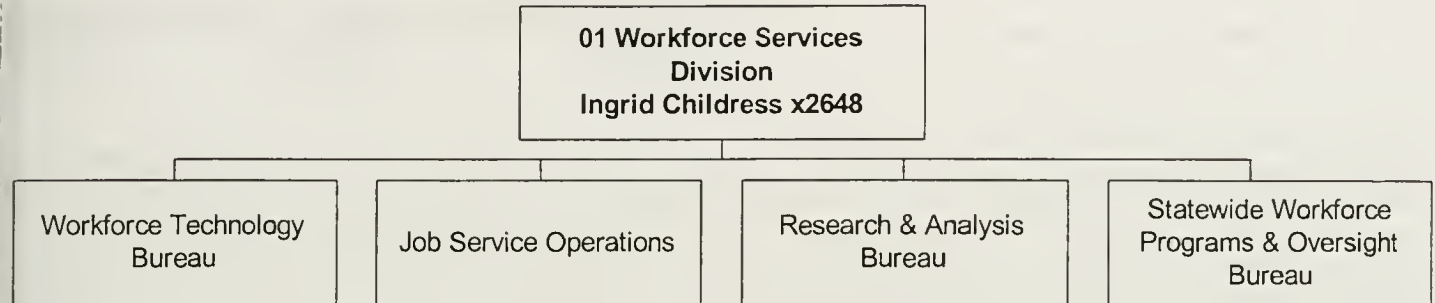 01 Workforce Services
Division
Ingrid Childress x2648
Workforce Technology
Bureau
Job Service Operations
Research & Analysis
Bureau
Statewide Workforce
Programs & Oversight
Bureau